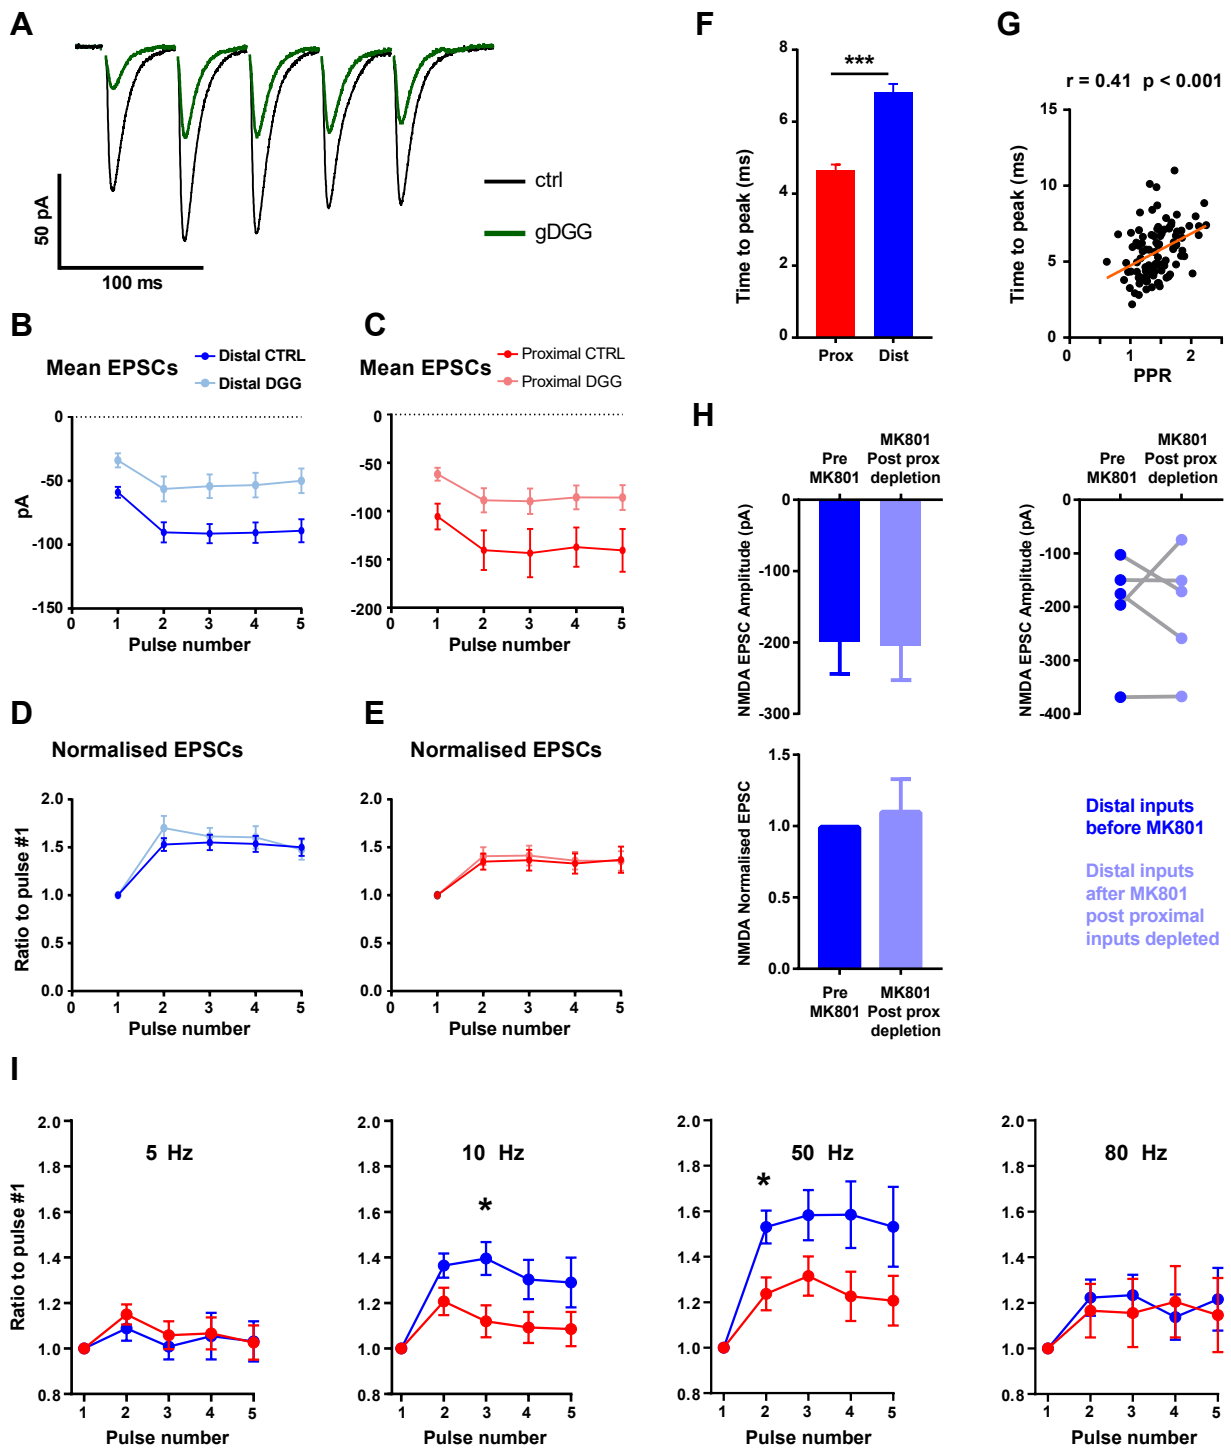 A
50 pA
100 ms
ctrl
gDGG
B
Mean EPSCs
Distal CTRL
Distal DGG
0
-50
-100
-150
pA
0 1 2 3 4 5
Pulse number
C
Mean EPSCs
Proximal CTRL
Proximal DGG
0
-50
-100
-150
-200
0 1 2 3 4 5
Pulse number
D
Normalised EPSCs
2.0
1.5
1.0
0.5
0.0
Ratio to pulse #1
0 1 2 3 4 5
Pulse number
E
Normalised EPSCs
2.0
1.5
1.0
0.5
0.0
0 1 2 3 4 5
Pulse number
F
***
8
6
4
2
0
Time to peak (ms)
Prox Dist
G
r = 0.41 p < 0.001
15
10
5
0
Time to peak (ms)
0 1 2
PPR
H
Pre
MK801
MK801
Post prox
depletion
0
-100
-200
-300
NMDA EPSC Amplitude (pA)
Pre
MK801
MK801
Post prox
depletion
0
-100
-200
-300
-400
NMDA EPSC Amplitude (pA)
1.5
1.0
0.5
0.0
NMDA Normalised EPSC
Pre
MK801
MK801
Post prox
depletion
Distal inputs
before MK801
Distal inputs
after MK801
post proximal
inputs depleted
I
5 Hz
2.0
1.8
1.6
1.4
1.2
1.0
0.8
Ratio to pulse #1
1 2 3 4 5
Pulse number
10 Hz
*
2.0
1.8
1.6
1.4
1.2
1.0
0.8
1 2 3 4 5
Pulse number
50 Hz
*
2.0
1.8
1.6
1.4
1.2
1.0
0.8
1 2 3 4 5
Pulse number
80 Hz
2.0
1.8
1.6
1.4
1.2
1.0
0.8
1 2 3 4 5
Pulse number